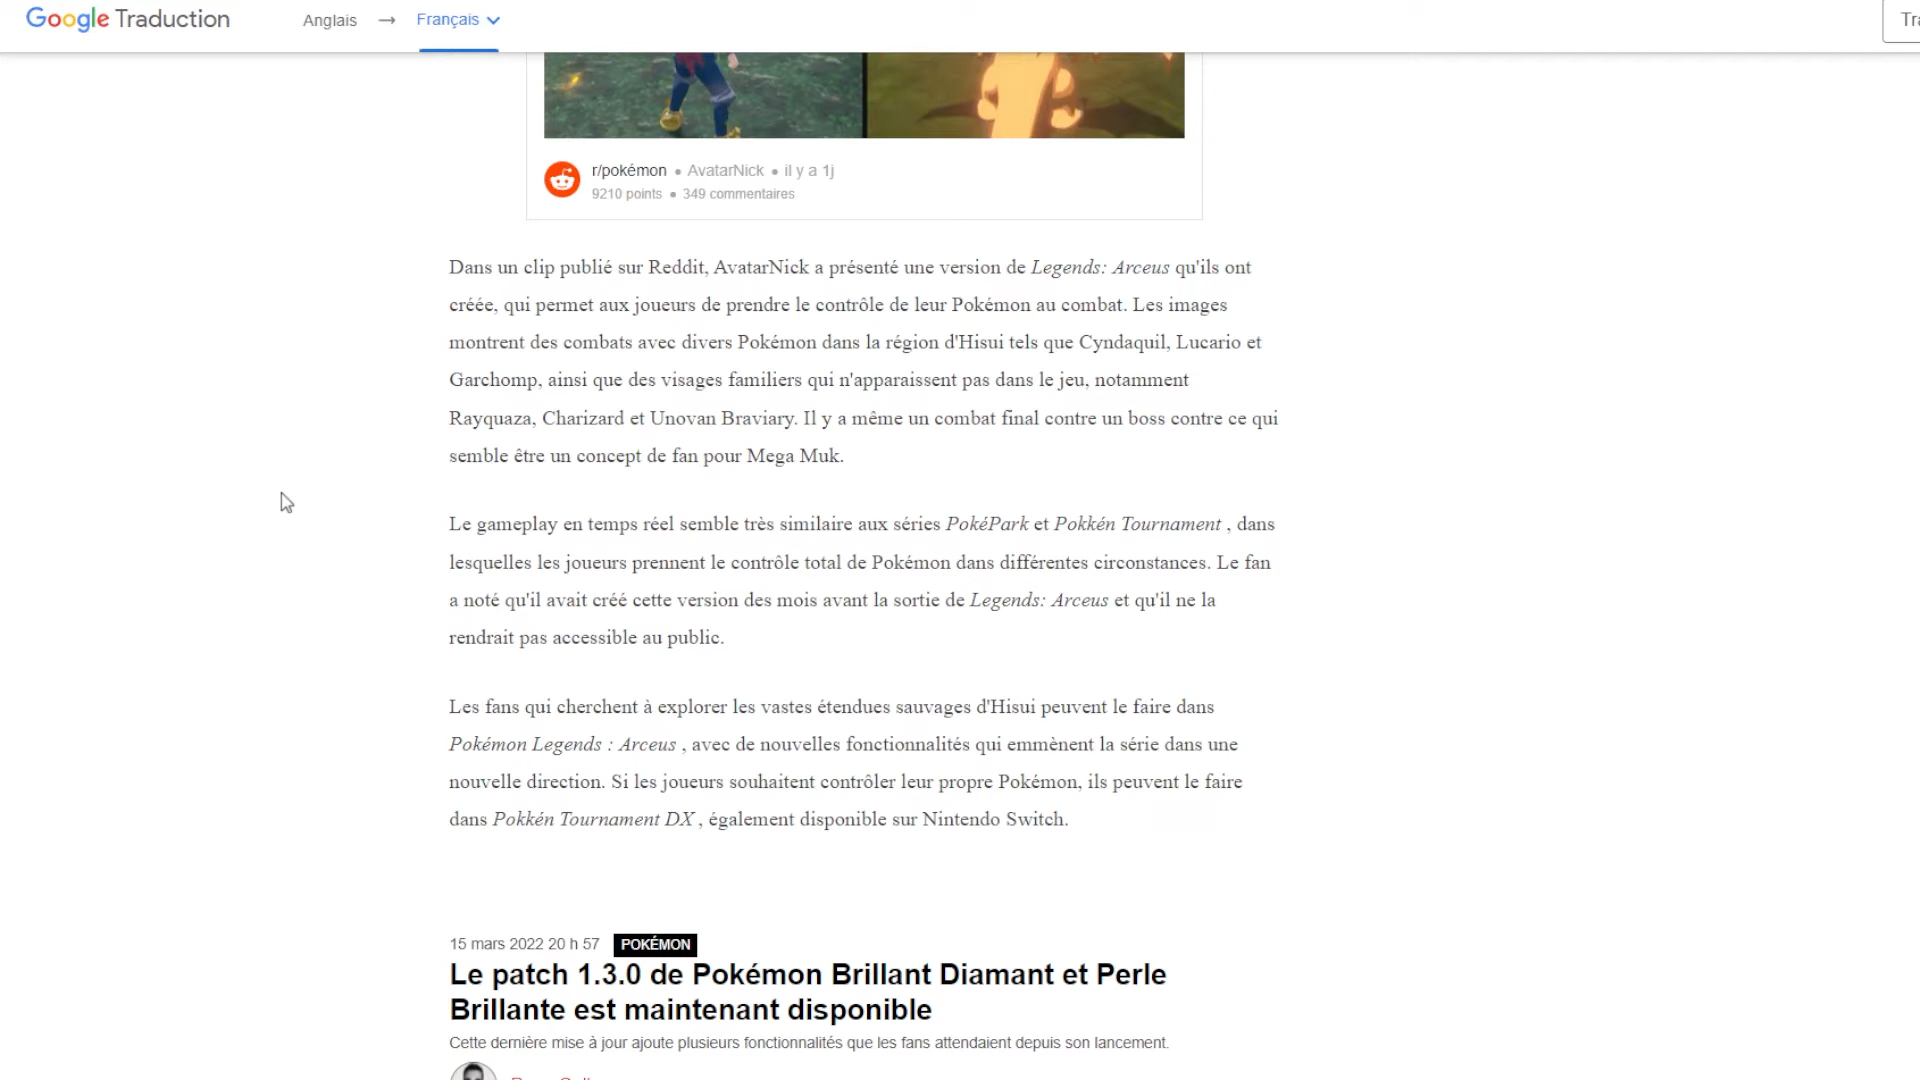 Google Traduction
Anglais → Français
r/pokémon • AvatarNick • il y a 1j
9210 points • 349 commentaires
Dans un clip publié sur Reddit, AvatarNick a présenté une version de Legends: Arceus qu'ils ont
créée, qui permet aux joueurs de prendre le contrôle de leur Pokémon au combat. Les images
montrent des combats avec divers Pokémon dans la région d'Hisui tels que Cyndaquil, Lucario et
Garchomp, ainsi que des visages familiers qui n'apparaissent pas dans le jeu, notamment
Rayquaza, Charizard et Unovan Braviary. Il y a même un combat final contre un boss contre ce qui
semble être un concept de fan pour Mega Muk.
Le gameplay en temps réel semble très similaire aux séries PokéPark et Pokkén Tournament , dans
lesquelles les joueurs prennent le contrôle total de Pokémon dans différentes circonstances. Le fan
a noté qu'il avait créé cette version des mois avant la sortie de Legends: Arceus et qu'il ne la
rendrait pas accessible au public.
Les fans qui cherchent à explorer les vastes étendues sauvages d'Hisui peuvent le faire dans
Pokémon Legends : Arceus , avec de nouvelles fonctionnalités qui emmènent la série dans une
nouvelle direction. Si les joueurs souhaitent contrôler leur propre Pokémon, ils peuvent le faire
dans Pokkén Tournament DX , également disponible sur Nintendo Switch.
15 mars 2022 20 h 57 POKÉMON
Le patch 1.3.0 de Pokémon Brillant Diamant et Perle
Brillante est maintenant disponible
Cette dernière mise à jour ajoute plusieurs fonctionnalités que les fans attendaient depuis son lancement.